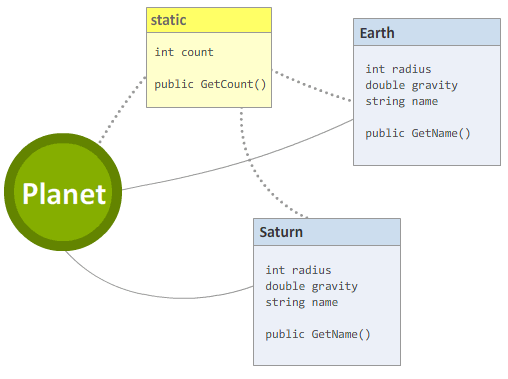 static
int count
public GetCount()
Earth
int radius
double gravity
string name
public GetName()
Planet
Saturn
int radius
double gravity
string name
public GetName()